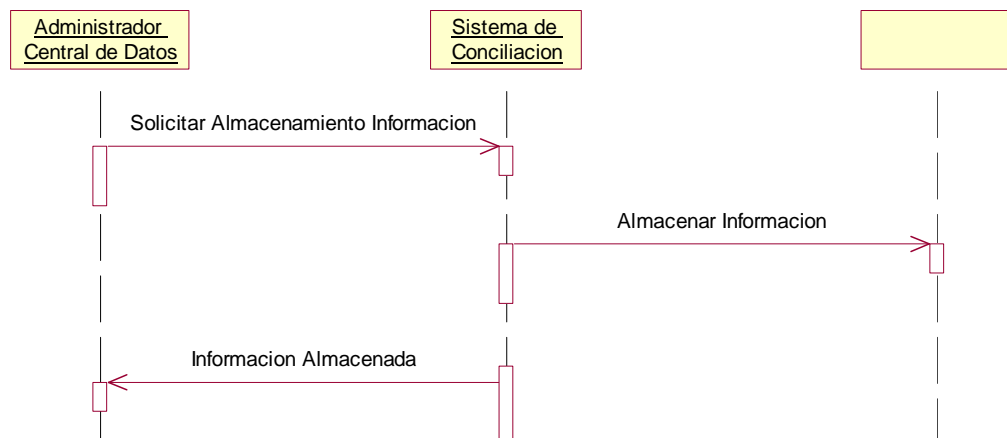 Administrador
Central de Datos
Sistema de
Conciliacion
Solicitar Almacenamiento Informacion
Almacenar Informacion
Informacion Almacenada